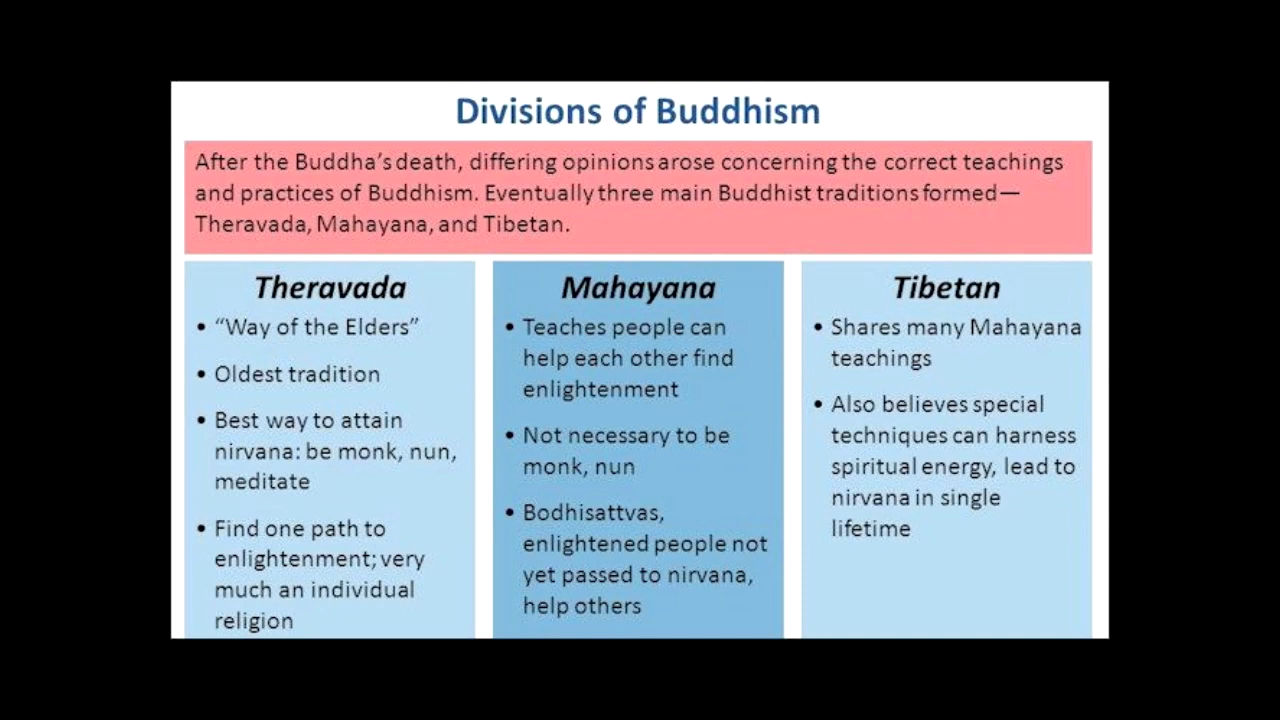 Divisions of Buddhism
After the Buddha’s death, differing opinions arose concerning the correct teachings
and practices of Buddhism. Eventually three main Buddhist traditions formed—
Theravada, Mahayana, and Tibetan.
Theravada
• “Way of the Elders”
• Oldest tradition
• Best way to attain
nirvana: be monk, nun,
meditate
• Find one path to
enlightenment; very
much an individual
religion
Mahayana
• Teaches people can
help each other find
enlightenment
• Not necessary to be
monk, nun
• Bodhisattvas,
enlightened people not
yet passed to nirvana,
help others
Tibetan
• Shares many Mahayana
teachings
• Also believes special
techniques can harness
spiritual energy, lead to
nirvana in single
lifetime